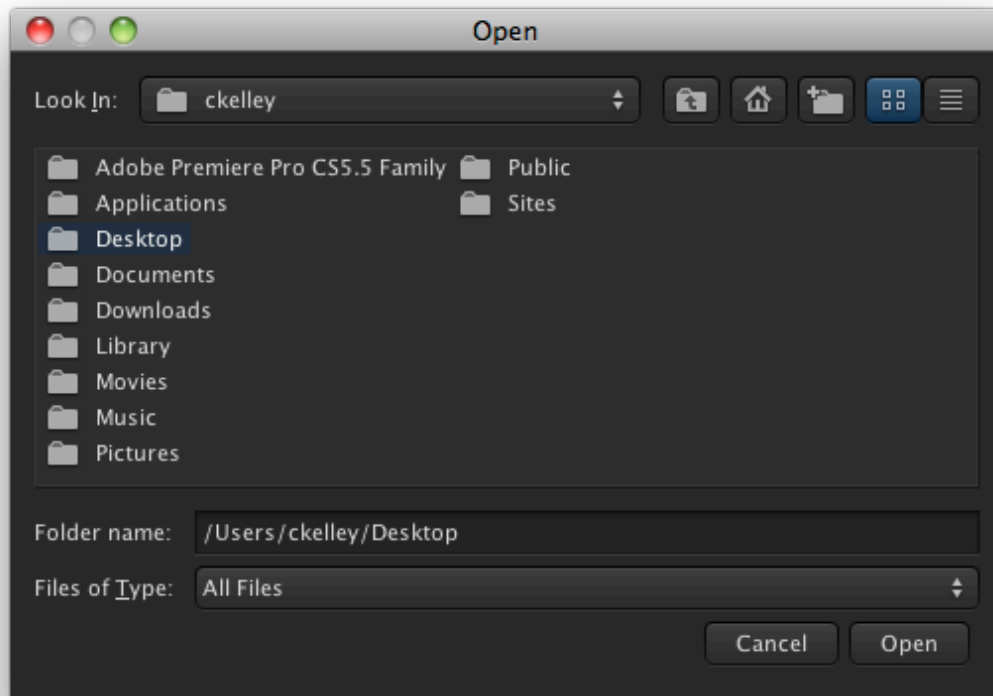 Open
Look In: ckelley
Adobe Premiere Pro CS5.5 Family
Applications
Desktop
Documents
Downloads
Library
Movies
Music
Pictures
Public
Sites
Folder name: /Users/ckelley/Desktop
Files of Type: All Files
Cancel Open